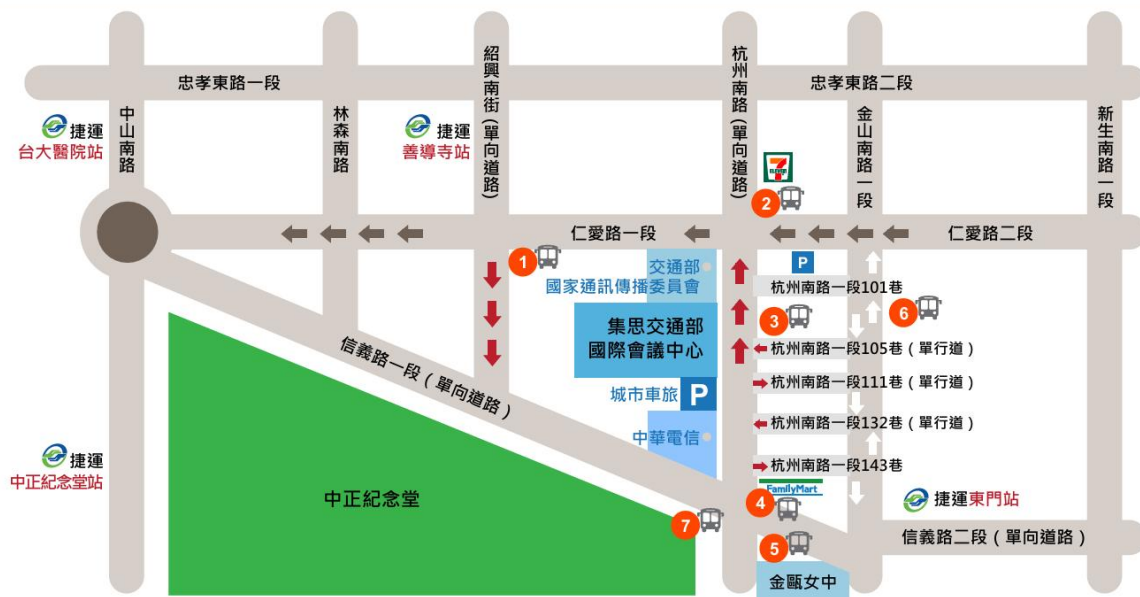 忠孝東路一段
忠孝東路二段
中山南路
林森南路
紹興南街(單向道路)
杭州南路(單向道路)
金山南路一段
新生南路一段
捷運
台大醫院站
捷運
善導寺站
7
ELEVEN
2
仁愛路一段
仁愛路二段
1
交通部
國家通訊傳播委員會
P
杭州南路一段101巷
集思交通部
國際會議中心
3
6
杭州南路一段105巷(單行道)
信義路一段(單向道路)
城市車旅
P
杭州南路一段111巷(單行道)
中華電信
杭州南路一段132巷(單行道)
捷運
中正紀念堂站
杭州南路一段143巷
中正紀念堂
FamilyMart
4
捷運東門站
7
5
信義路二段(單向道路)
金甌女中